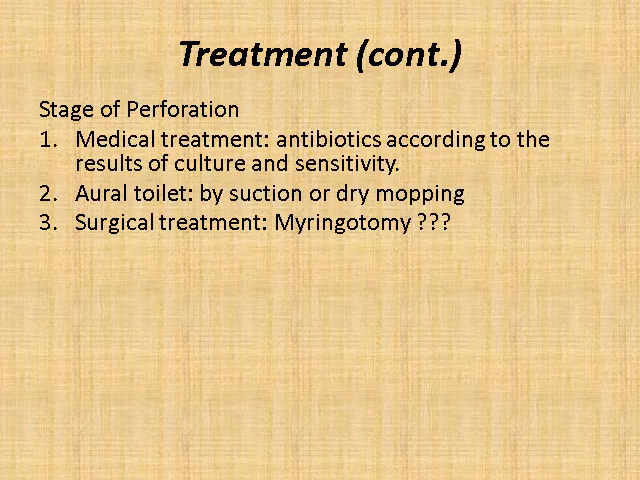 Treatment (cont.)
Stage of Perforation
1. Medical treatment: antibiotics according to the
results of culture and sensitivity.
2. Aural toilet: by suction or dry mopping
3. Surgical treatment: Myringotomy ???